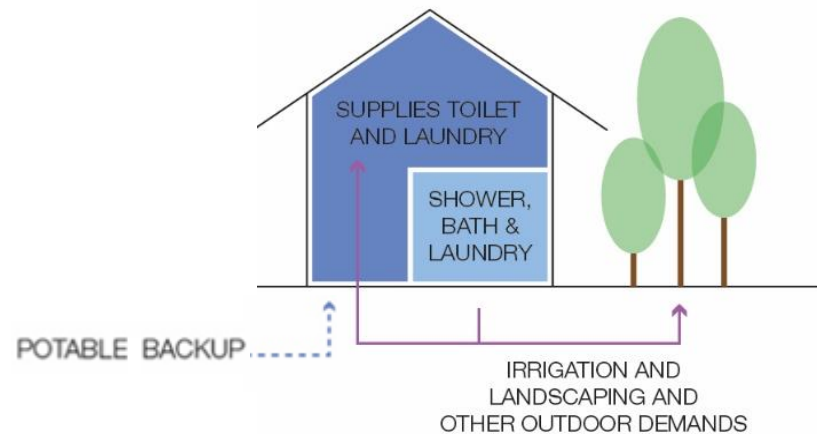 SUPPLIES TOILET
AND LAUNDRY
SHOWER,
BATH &
LAUNDRY
POTABLE BACKUP
IRRIGATION AND
LANDSCAPING AND
OTHER OUTDOOR DEMANDS